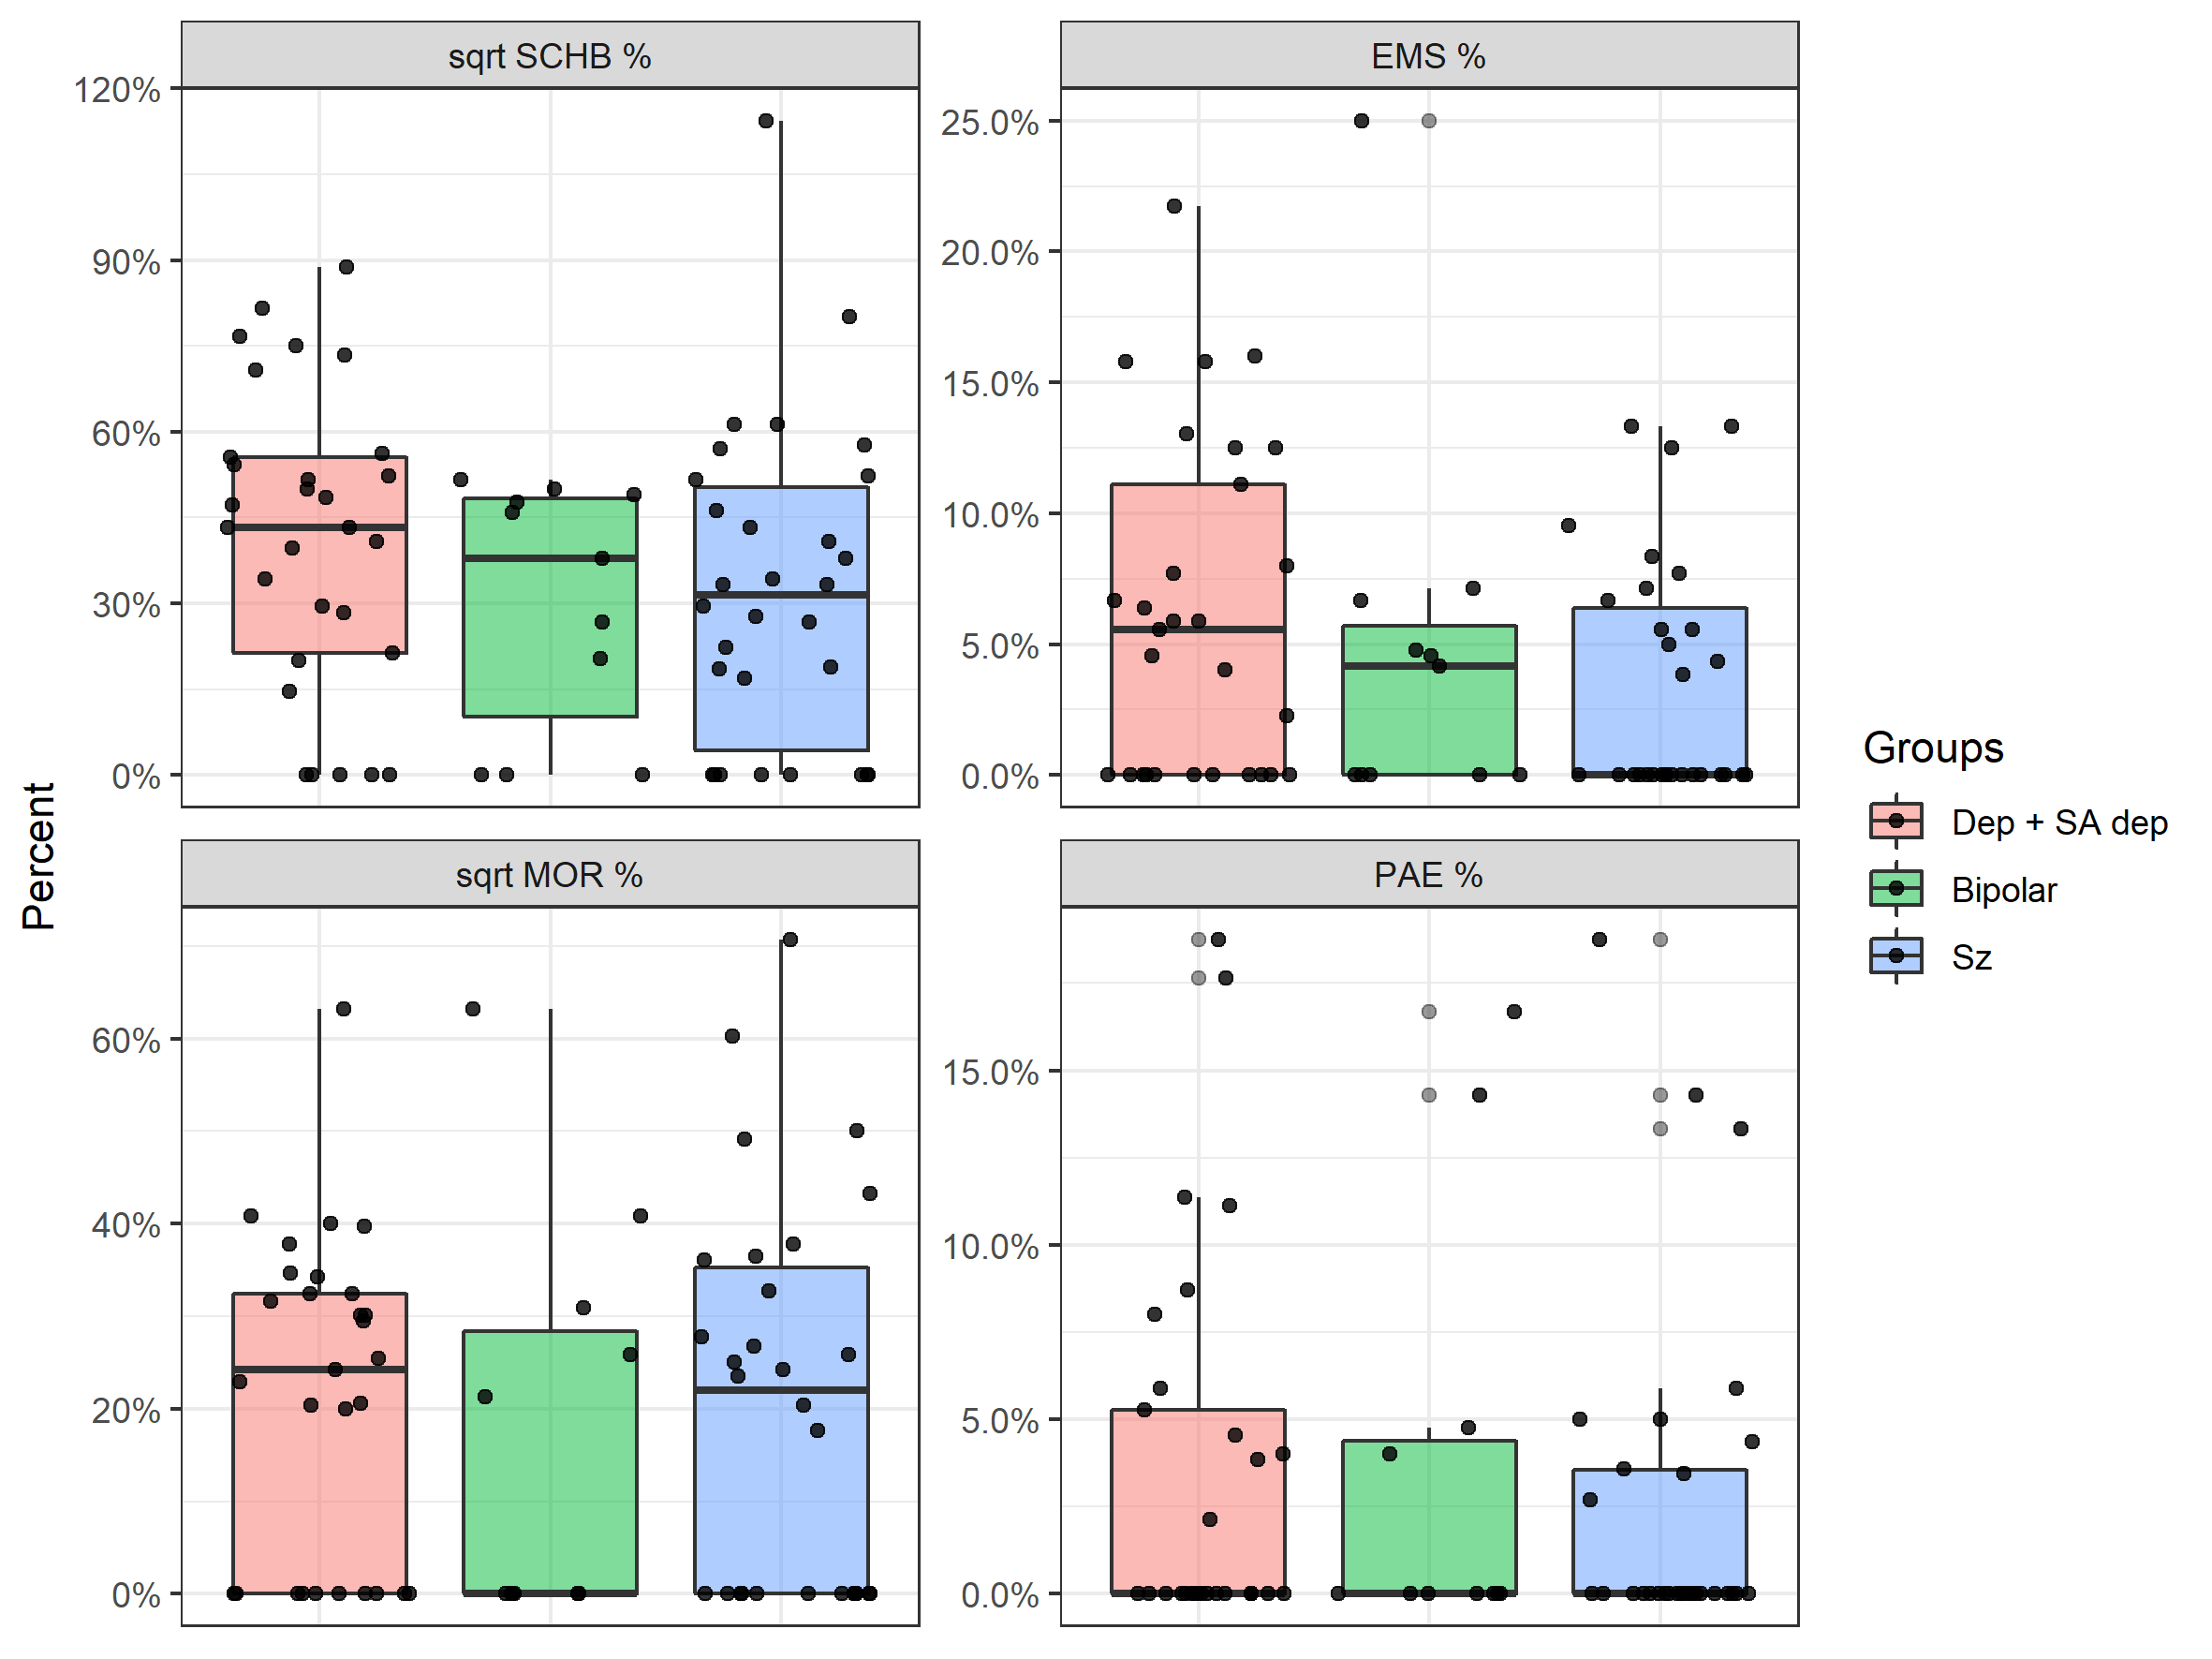 sqrt SCHB %
120%
90%
60%
30%
0%
EMS %
25.0%
20.0%
15.0%
10.0%
5.0%
0.0%
sqrt MOR %
60%
40%
20%
0%
PAE %
15.0%
10.0%
5.0%
0.0%
Percent
Groups
Dep + SA dep
Bipolar
Sz